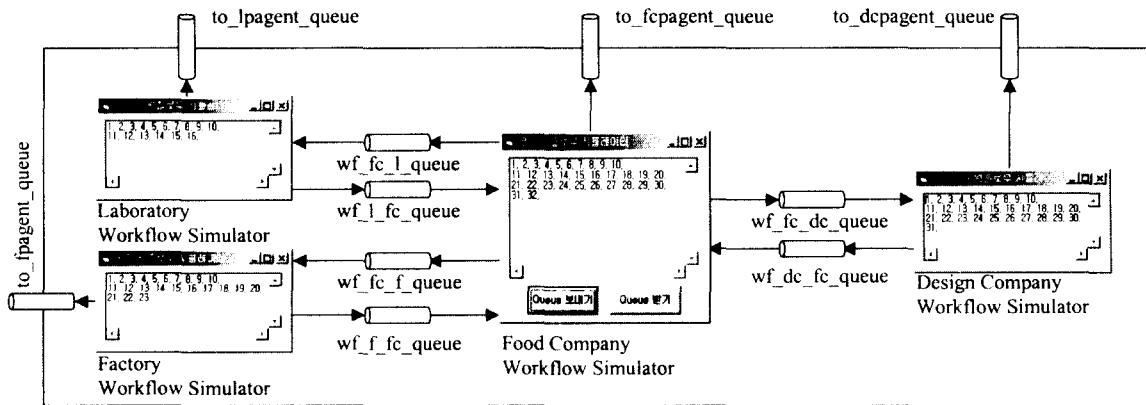 to_lpagent_queue
to_fcpagent_queue
to_dcpagent_queue
to_fpagent_queue
1, 2, 3, 4, 5, 6, 7, 8, 9, 10,
11, 12, 13, 14, 15, 16,
Laboratory
Workflow Simulator
wf_fc_l_queue
wf_l_fc_queue
1, 2, 3, 4, 5, 6, 7, 8, 9, 10,
11, 12, 13, 14, 15, 16, 17, 18, 19, 20
21, 22, 23, 24, 25, 26, 27, 28, 29, 30,
31, 32,
Queue 보내기
Queue 받기
Food Company
Workflow Simulator
wf_fc_dc_queue
wf_dc_fc_queue
1, 2, 3, 4, 5, 6, 7, 8, 9, 10,
11, 12, 13, 14, 15, 16, 17, 18, 19, 20,
21, 22, 23, 24, 25, 26, 27, 28, 29, 30,
31,
Design Company
Workflow Simulator
1, 2, 3, 4, 5, 6, 7, 8, 9, 10,
11, 12, 13, 14, 15, 16, 17, 18, 19, 20
21, 22, 23
Factory
Workflow Simulator
wf_fc_f_queue
wf_f_fc_queue